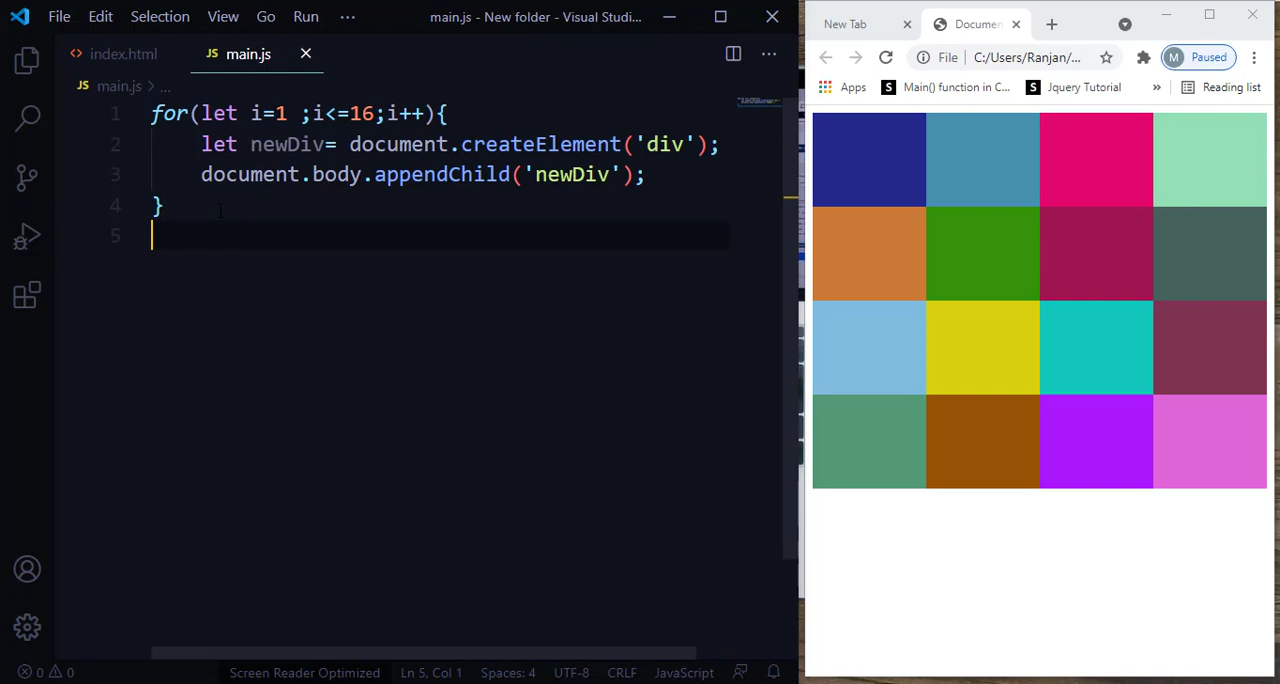 File Edit Selection View Go Run ··· main.js - New folder - Visual Studi...
index.html JS main.js
JS main.js > ...
1 for(let i=1 ;i<=16;i++){
2 let newDiv= document.createElement('div');
3 document.body.appendChild('newDiv');
4 }
5
0 0 Screen Reader Optimized Ln 5, Col 1 Spaces: 4 UTF-8 CRLF JavaScript
New Tab Documen
File C:/Users/Ranjan/... M Paused
Apps S Main() function in C... S Jquery Tutorial » Reading list